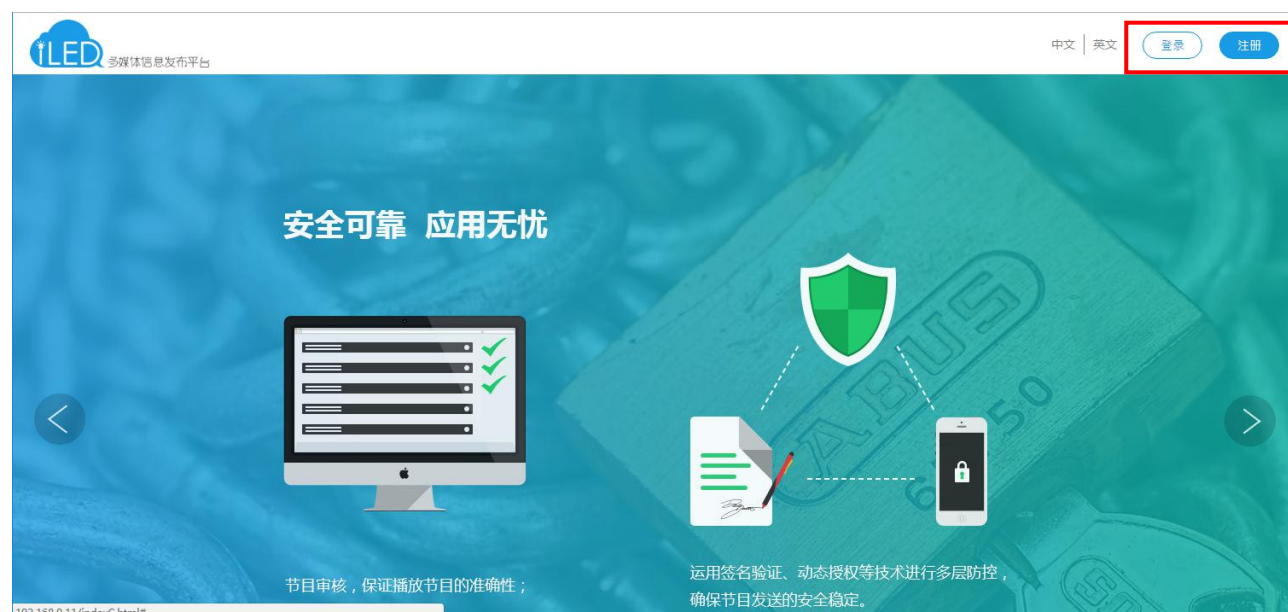 iLED 多媒体信息发布平台
中文 英文 登录 注册
安全可靠 应用无忧
ABUS
65 50
节目审核，保证播放节目的准确性；
运用签名验证、动态授权等技术进行多层防控，
确保节目发送的安全稳定。